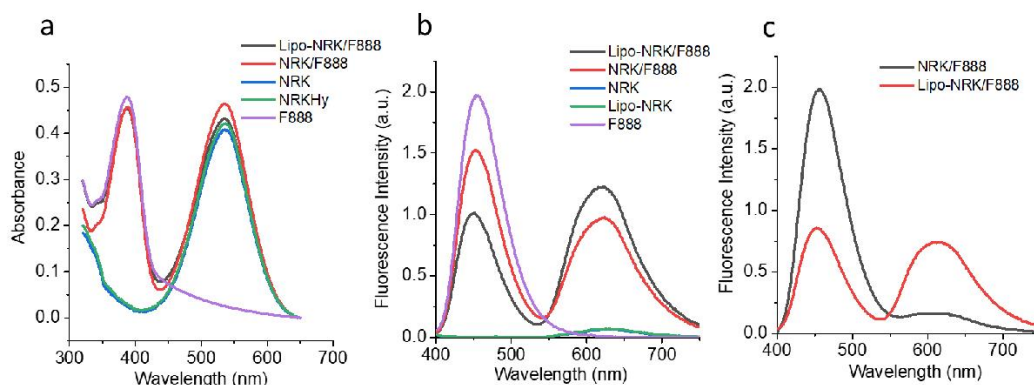 a
Lipo-NRK/F888
NRK/F888
NRK
NRKHy
F888
0.5
0.4
0.3
0.2
0.1
0.0
Absorbance
300
400
500
600
700
Wavelength (nm)
b
Lipo-NRK/F888
NRK/F888
NRK
Lipo-NRK
F888
2.0
1.5
1.0
0.5
0.0
Fluorescence Intensity (a.u.)
400
500
600
700
Wavelength (nm)
c
NRK/F888
Lipo-NRK/F888
2.0
1.5
1.0
0.5
0.0
Fluorescence Intensity (a.u.)
400
500
600
700
Wavelength (nm)